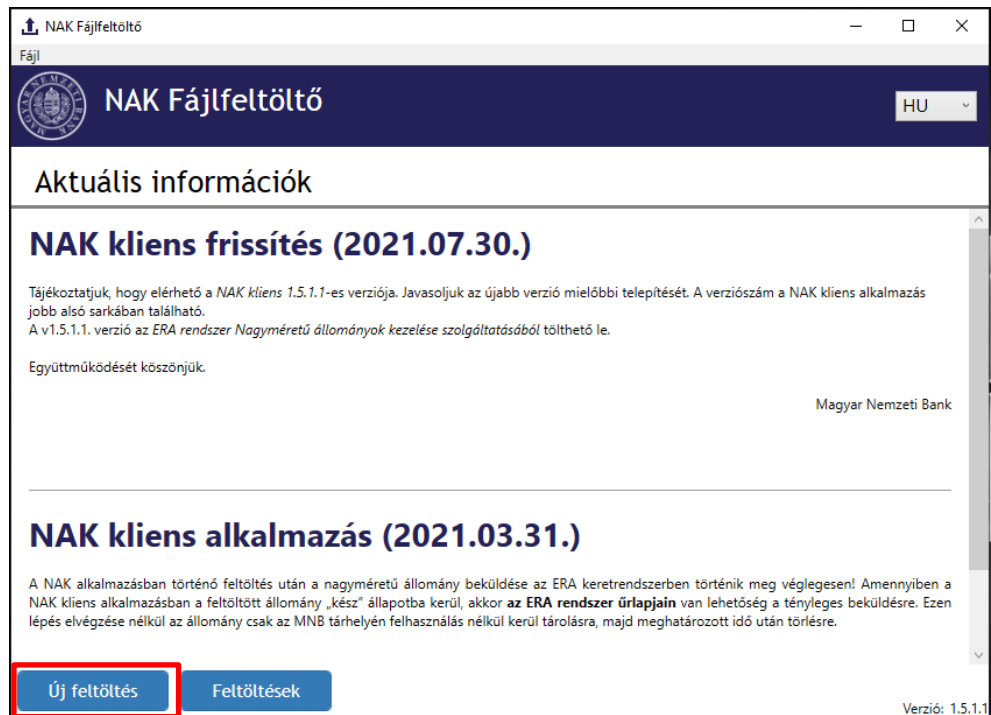 NAK Fájlfeltöltő
Fájl
MAGYAR NEMZETI BANK
NAK Fájlfeltöltő
HU
Aktuális információk
NAK kliens frissítés (2021.07.30.)
Tájékoztatjuk, hogy elérhető a NAK kliens 1.5.1.1-es verziója. Javasoljuk az újabb verzió mielőbbi telepítését. A verziószám a NAK kliens alkalmazás
jobb alsó sarkában található.
A v1.5.1.1. verzió az ERA rendszer Nagyméretű állományok kezelése szolgáltatásából tölthető le.
Együttműködését köszönjük.
Magyar Nemzeti Bank
NAK kliens alkalmazás (2021.03.31.)
A NAK alkalmazásban történő feltöltés után a nagyméretű állomány beküldése az ERA keretrendszerben történik meg véglegesen! Amennyiben a
NAK kliens alkalmazásban a feltöltött állomány „kész" állapotba kerül, akkor az ERA rendszer űrlapjain van lehetőség a tényleges beküldésre. Ezen
lépés elvégzése nélkül az állomány csak az MNB tárhelyén felhasználás nélkül kerül tárolásra, majd meghatározott idő után törlésre.
Új feltöltés
Feltöltések
Verzió: 1.5.1.1